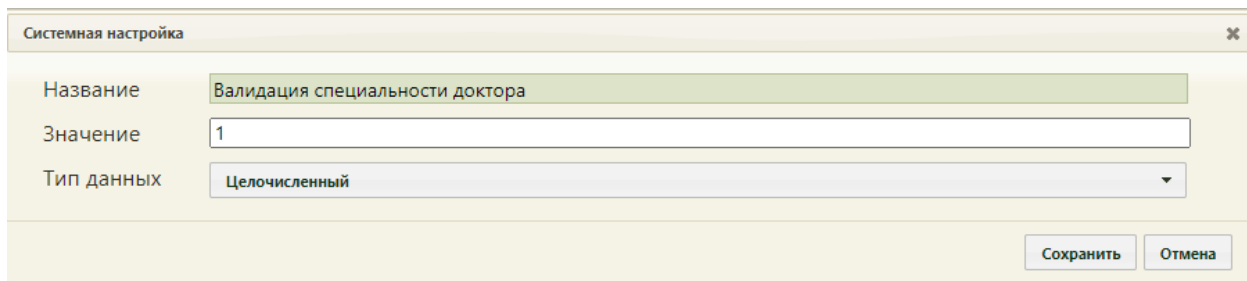 Системная настройка
Название Валидация специальности доктора
Значение 1
Тип данных Целочисленный
Сохранить Отмена